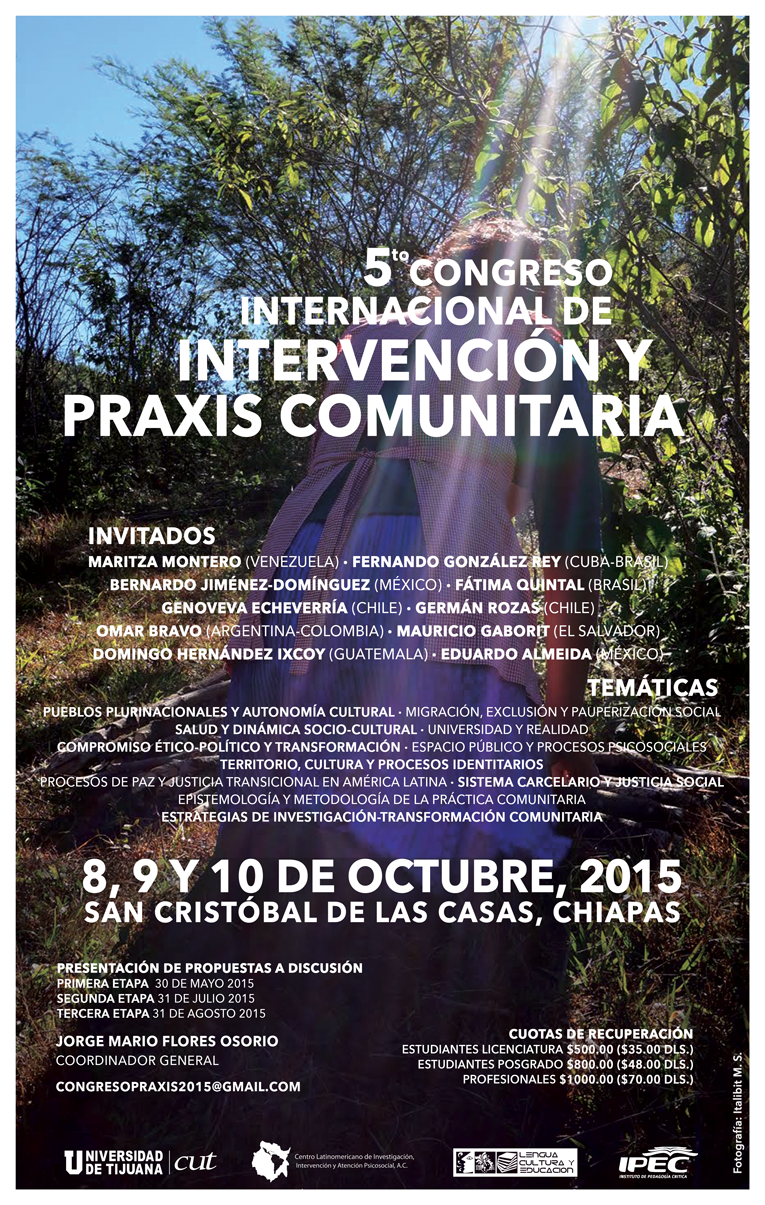 5to CONGRESO
INTERNACIONAL DE
INTERVENCIÓN Y
PRAXIS COMUNITARIA
INVITADOS
MARITZA MONTERO (VENEZUELA) • FERNANDO GONZÁLEZ REY (CUBA-BRASIL)
BERNARDO JIMÉNEZ-DOMÍNGUEZ (MÉXICO) • FÁTIMA QUINTAL (BRASIL)
GENOVEVA ECHEVERRÍA (CHILE) • GERMÁN ROZAS (CHILE)
OMAR BRAVO (ARGENTINA-COLOMBIA) • MAURICIO GABORIT (EL SALVADOR)
DOMINGO HERNÁNDEZ IXCOY (GUATEMALA) • EDUARDO ALMEIDA (MÉXICO)
TEMÁTICAS
PUEBLOS PLURINACIONALES Y AUTONOMÍA CULTURAL • MIGRACIÓN, EXCLUSIÓN Y PAUPERIZACIÓN SOCIAL
SALUD Y DINÁMICA SOCIO-CULTURAL • UNIVERSIDAD Y REALIDAD
COMPROMISO ÉTICO-POLÍTICO Y TRANSFORMACIÓN • ESPACIO PÚBLICO Y PROCESOS PSICOSOCIALES
TERRITORIO, CULTURA Y PROCESOS IDENTITARIOS
PROCESOS DE PAZ Y JUSTICIA TRANSICIONAL EN AMÉRICA LATINA • SISTEMA CARCELARIO Y JUSTICIA SOCIAL
EPISTEMOLOGÍA Y METODOLOGÍA DE LA PRÁCTICA COMUNITARIA
ESTRATEGIAS DE INVESTIGACIÓN-TRANSFORMACIÓN COMUNITARIA
8, 9 Y 10 DE OCTUBRE, 2015
SAN CRISTÓBAL DE LAS CASAS, CHIAPAS
PRESENTACIÓN DE PROPUESTAS A DISCUSIÓN
PRIMERA ETAPA 30 DE MAYO 2015
SEGUNDA ETAPA 31 DE JULIO 2015
TERCERA ETAPA 31 DE AGOSTO 2015
JORGE MARIO FLORES OSORIO
COORDINADOR GENERAL
CONGRESOPRAXIS2015@GMAIL.COM
CUOTAS DE RECUPERACIÓN
ESTUDIANTES LICENCIATURA $500.00 ($35.00 DLS.)
ESTUDIANTES POSGRADO $800.00 ($48.00 DLS.)
PROFESIONALES $1000.00 ($70.00 DLS.)
Fotografía: Italibit M. S.
UNIVERSIDAD
DE TIJUANA
cut
Centro Latinoamericano de Investigación,
Intervención y Atención Psicosocial, A.C.
LENGUA
CULTURA Y
EDUCACION
IPEC
INSTITUTO DE PEDAGOGÍA CRITICA